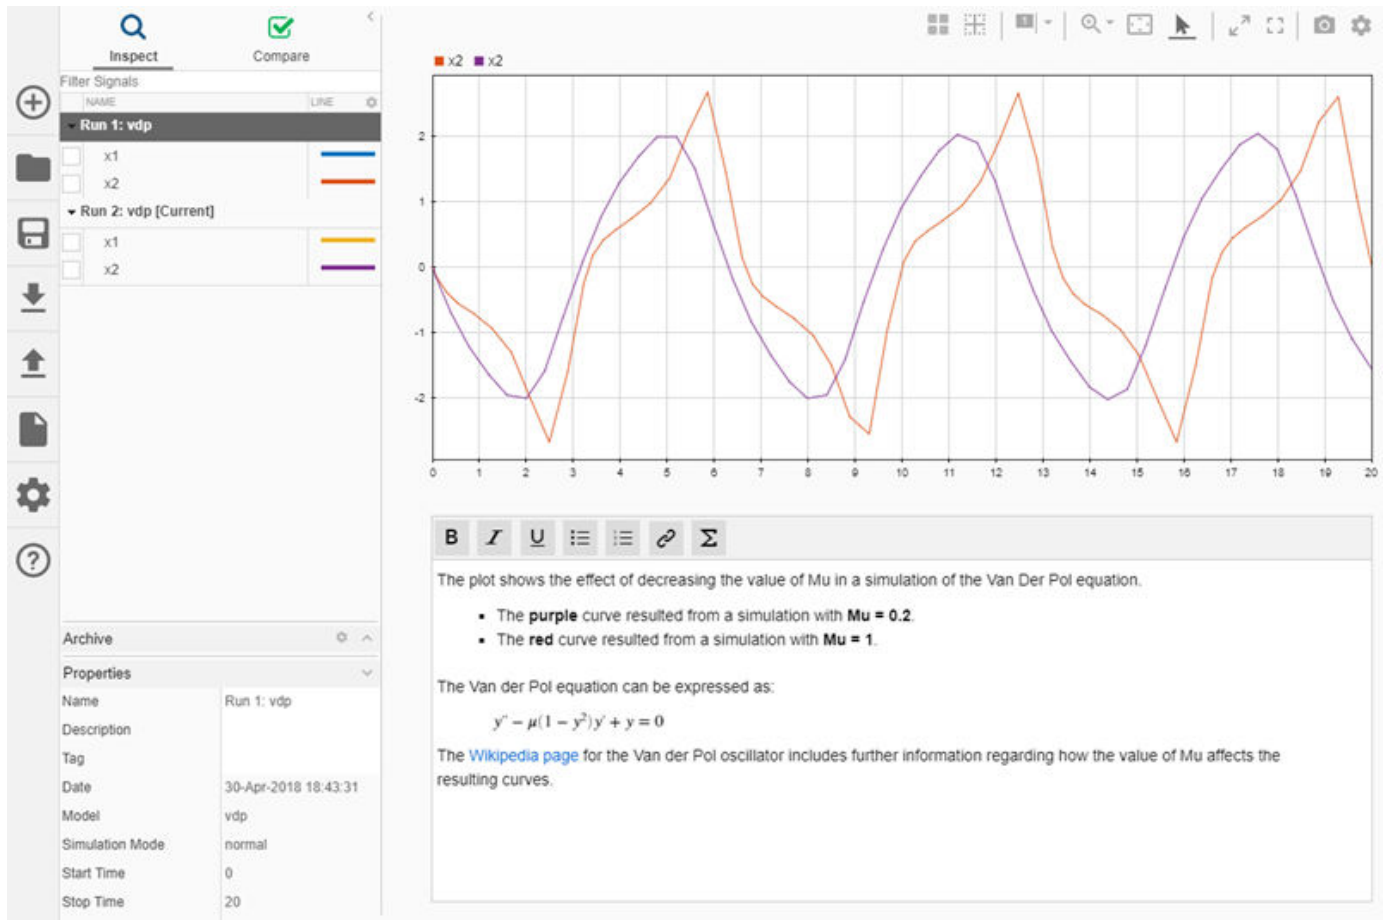 Inspect
Compare
Filter Signals
NAME
LINE
Run 1: vdp
x1
x2
Run 2: vdp [Current]
x1
x2
Archive
Properties
Name Run 1: vdp
Description
Tag
Date 30-Apr-2018 18:43:31
Model vdp
Simulation Mode normal
Start Time 0
Stop Time 20
1
x2 x2
2
1
0
-1
-2
0 1 2 3 4 5 6 7 8 9 10 11 12 13 14 15 16 17 18 19 20
B I U Σ
The plot shows the effect of decreasing the value of Mu in a simulation of the Van Der Pol equation.
▪ The purple curve resulted from a simulation with Mu = 0.2.
▪ The red curve resulted from a simulation with Mu = 1.
The Van der Pol equation can be expressed as:
y'' − μ(1 − y²)y' + y = 0
The Wikipedia page for the Van der Pol oscillator includes further information regarding how the value of Mu affects the
resulting curves.